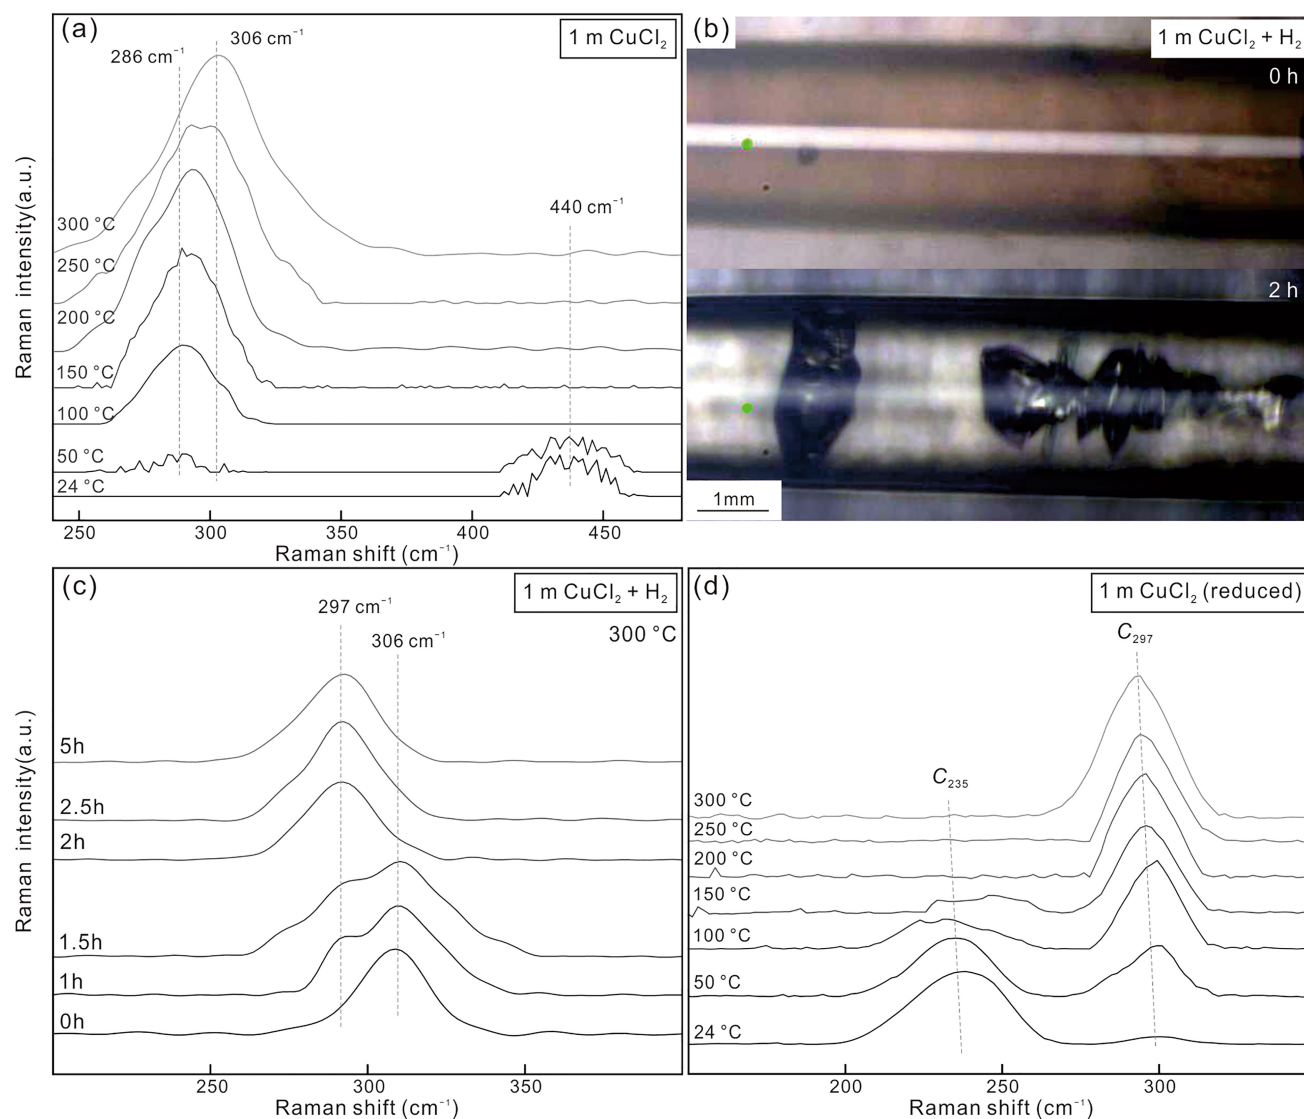 (a)
1 m CuCl₂
286 cm⁻¹
306 cm⁻¹
440 cm⁻¹
300 °C
250 °C
200 °C
150 °C
100 °C
50 °C
24 °C
Raman intensity(a.u.)
250 300 350 400 450
Raman shift (cm⁻¹)
(b)
1 m CuCl₂ + H₂
0 h
2 h
1mm
(c)
1 m CuCl₂ + H₂
300 °C
297 cm⁻¹
306 cm⁻¹
5h
2.5h
2h
1.5h
1h
0h
Raman intensity(a.u.)
250 300 350
Raman shift (cm⁻¹)
(d)
1 m CuCl₂ (reduced)
C₂₉₇
C₂₃₅
300 °C
250 °C
200 °C
150 °C
100 °C
50 °C
24 °C
200 250 300
Raman shift (cm⁻¹)